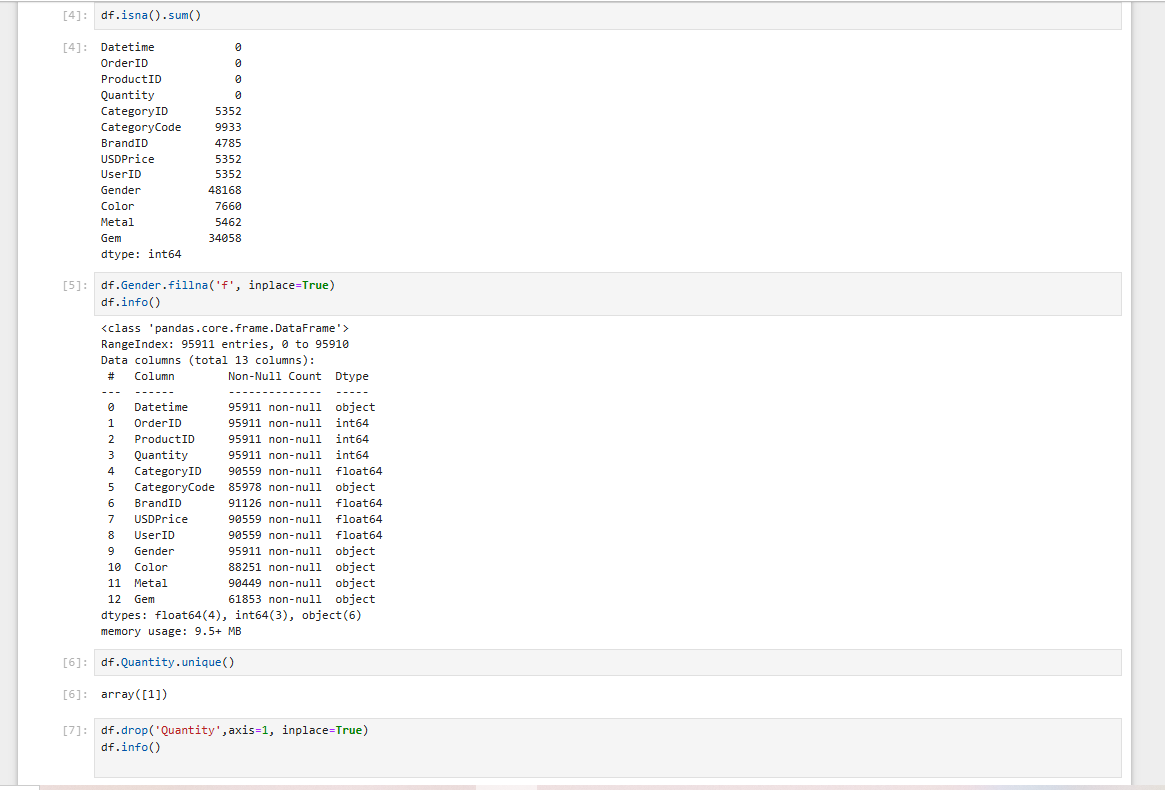 [4]: df.isna().sum()
[4]: Datetime 0
OrderID 0
ProductID 0
Quantity 0
CategoryID 5352
CategoryCode 9933
BrandID 4785
USDPrice 5352
UserID 5352
Gender 48168
Color 7660
Metal 5462
Gem 34058
dtype: int64
[5]: df.Gender.fillna('f', inplace=True)
df.info()
<class 'pandas.core.frame.DataFrame'>
RangeIndex: 95911 entries, 0 to 95910
Data columns (total 13 columns):
# Column Non-Null Count Dtype
--- ------ -------------- -----
0 Datetime 95911 non-null object
1 OrderID 95911 non-null int64
2 ProductID 95911 non-null int64
3 Quantity 95911 non-null int64
4 CategoryID 90559 non-null float64
5 CategoryCode 85978 non-null object
6 BrandID 91126 non-null float64
7 USDPrice 90559 non-null float64
8 UserID 90559 non-null float64
9 Gender 95911 non-null object
10 Color 88251 non-null object
11 Metal 90449 non-null object
12 Gem 61853 non-null object
dtypes: float64(4), int64(3), object(6)
memory usage: 9.5+ MB
[6]: df.Quantity.unique()
[6]: array([1])
[7]: df.drop('Quantity',axis=1, inplace=True)
df.info()